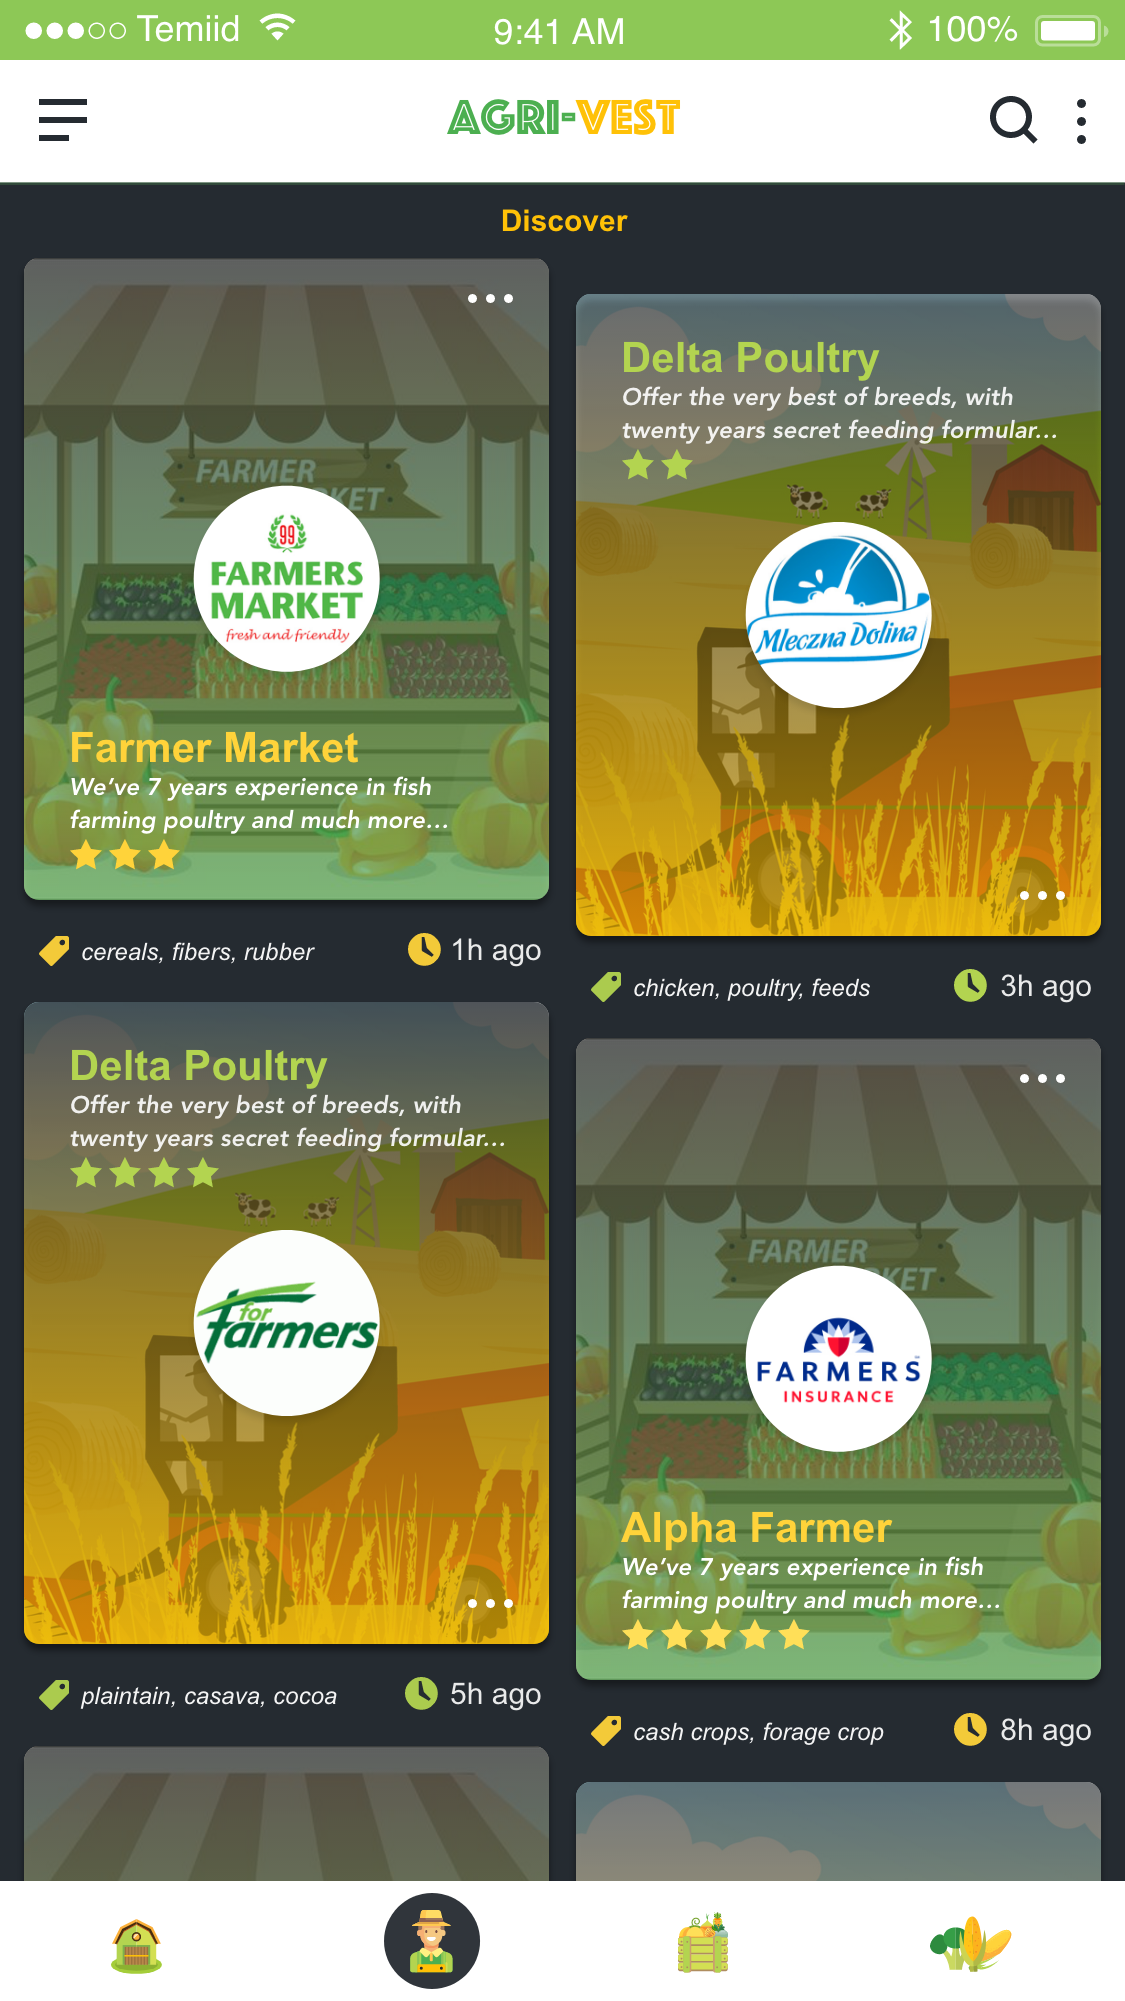 Temiid
9:41 AM
100%
AGRI-VEST
Discover
FARMER
KET
99
FARMERS
MARKET
fresh and friendly
Farmer Market
We've 7 years experience in fish
farming poultry and much more...
cereals, fibers, rubber
1h ago
Delta Poultry
Offer the very best of breeds, with
twenty years secret feeding formular...
Mleczna Dolina
chicken, poultry, feeds
3h ago
Delta Poultry
Offer the very best of breeds, with
twenty years secret feeding formular...
for
farmers
plaintain, casava, cocoa
5h ago
FARMER
KET
FARMERS
INSURANCE
Alpha Farmer
We've 7 years experience in fish
farming poultry and much more...
cash crops, forage crop
8h ago